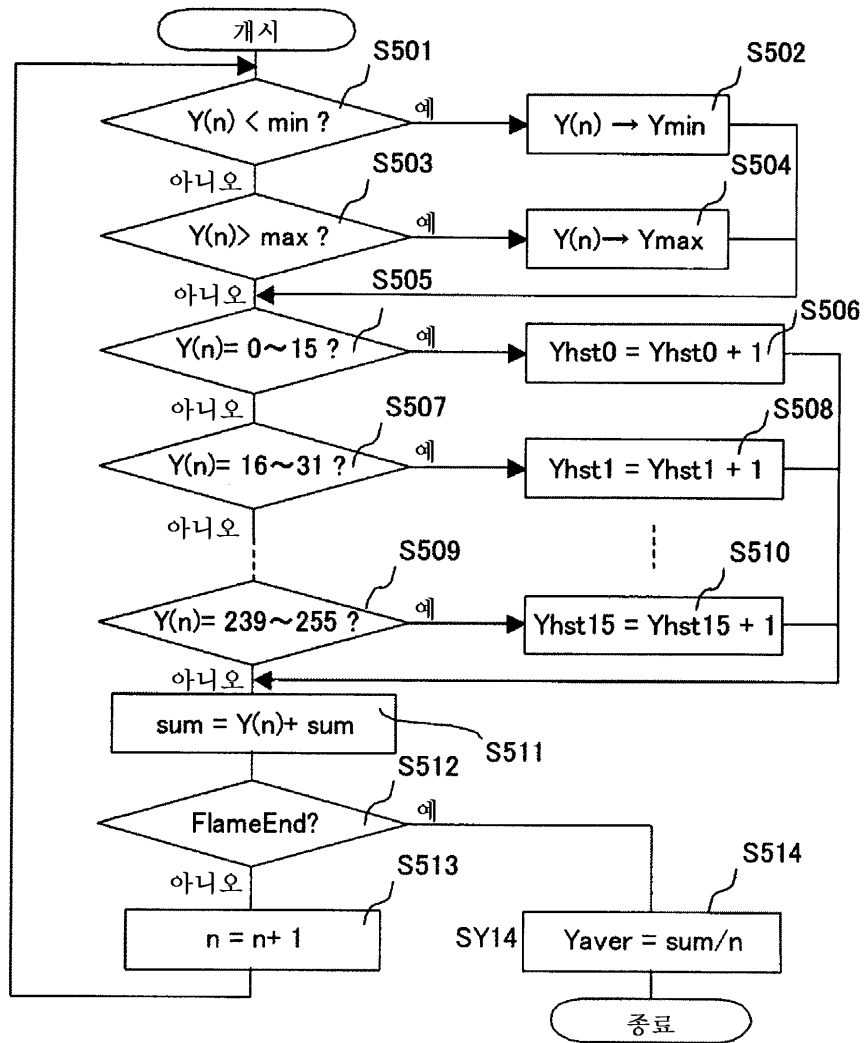 개시
S501
S502
Y(n) < min ?
예
Y(n) → Ymin
아니오
S503
S504
Y(n)> max ?
예
Y(n)→ Ymax
아니오
S505
S506
Y(n)= 0～15 ?
예
Yhst0 = Yhst0 + 1
아니오
S507
S508
Y(n)= 16～31 ?
예
Yhst1 = Yhst1 + 1
아니오
S509
S510
Y(n)= 239～255 ?
예
Yhst15 = Yhst15 + 1
아니오
sum = Y(n)+ sum
S511
S512
FlameEnd?
예
아니오
S513
S514
n = n+ 1
SY14
Yaver = sum/n
종료